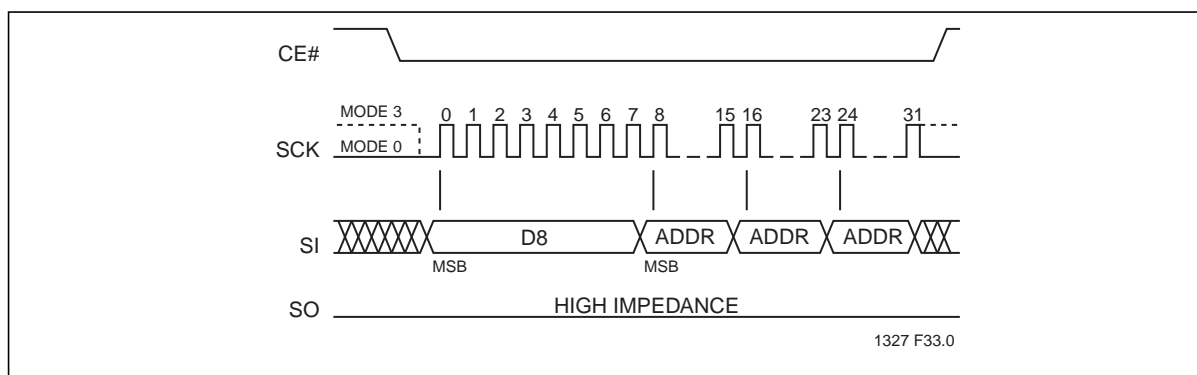 CE#
MODE 3 0 1 2 3 4 5 6 7 8 15 16 23 24 31
SCK MODE 0
SI D8 ADDR ADDR ADDR
MSB MSB
SO HIGH IMPEDANCE
1327 F33.0